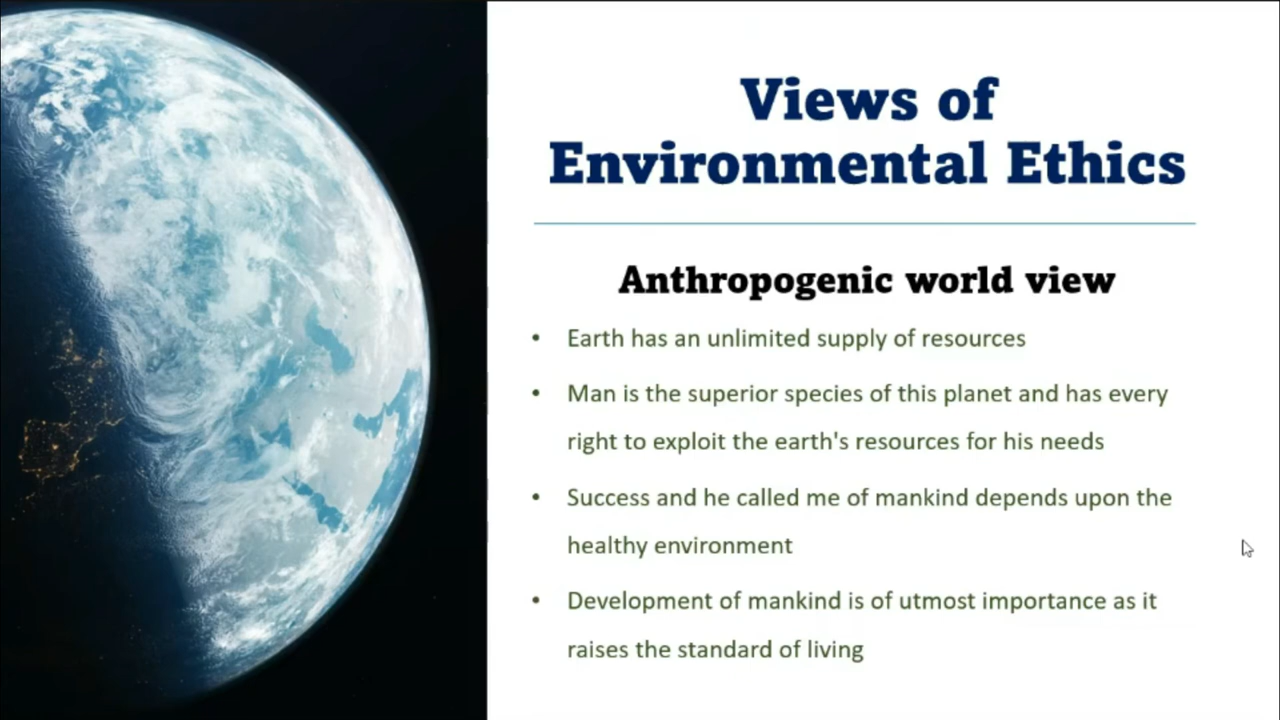 Views of
Environmental Ethics
Anthropogenic world view
• Earth has an unlimited supply of resources
• Man is the superior species of this planet and has every
right to exploit the earth's resources for his needs
• Success and he called me of mankind depends upon the
healthy environment
• Development of mankind is of utmost importance as it
raises the standard of living